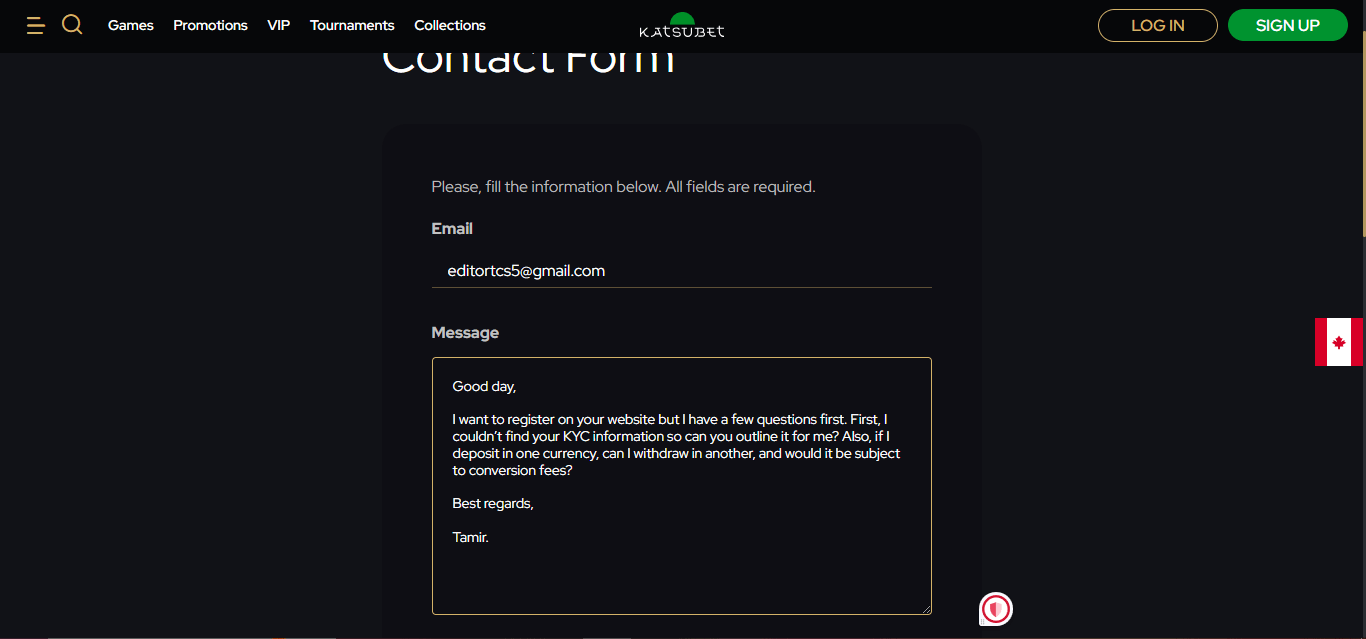 Games Promotions VIP Tournaments Collections KATSUBET LOG IN SIGN UP
Contact Form
Please, fill the information below. All fields are required.
Email
editortcs5@gmail.com
Message
Good day,
I want to register on your website but I have a few questions first. First, I
couldn't find your KYC information so can you outline it for me? Also, if I
deposit in one currency, can I withdraw in another, and would it be subject
to conversion fees?
Best regards,
Tamir.